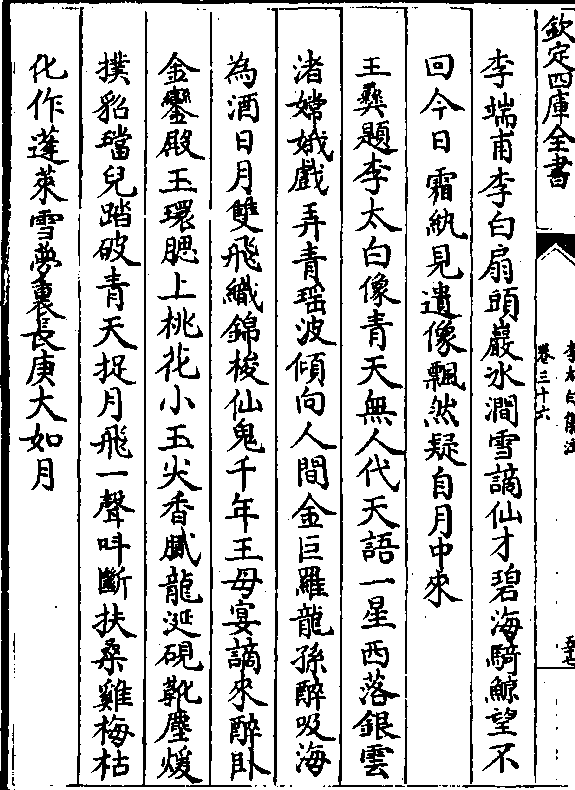 欽定四庫全書
李太白集注
卷三十六
李端甫李白扇頭巖氷澗雪謫仙才碧海騎鯨望不
回今日霜紈見遺像飄然疑自月中來
王彝題李太白像青天無人代天語一星西落銀雲
渚嫦娥戲弄青瑶波傾向人間金叵羅龍孫醉吸海
為酒日月雙飛織錦梭仙鬼千年王母宴謫來醉卧
金鑾殿玉環腮上桃花小玉尖香膩龍涎硯靴塵煖
撲貂璫兒踏破青天捉月飛一聲呌斷扶桑雞梅枯
化作蓬萊雪夢裏長庚大如月